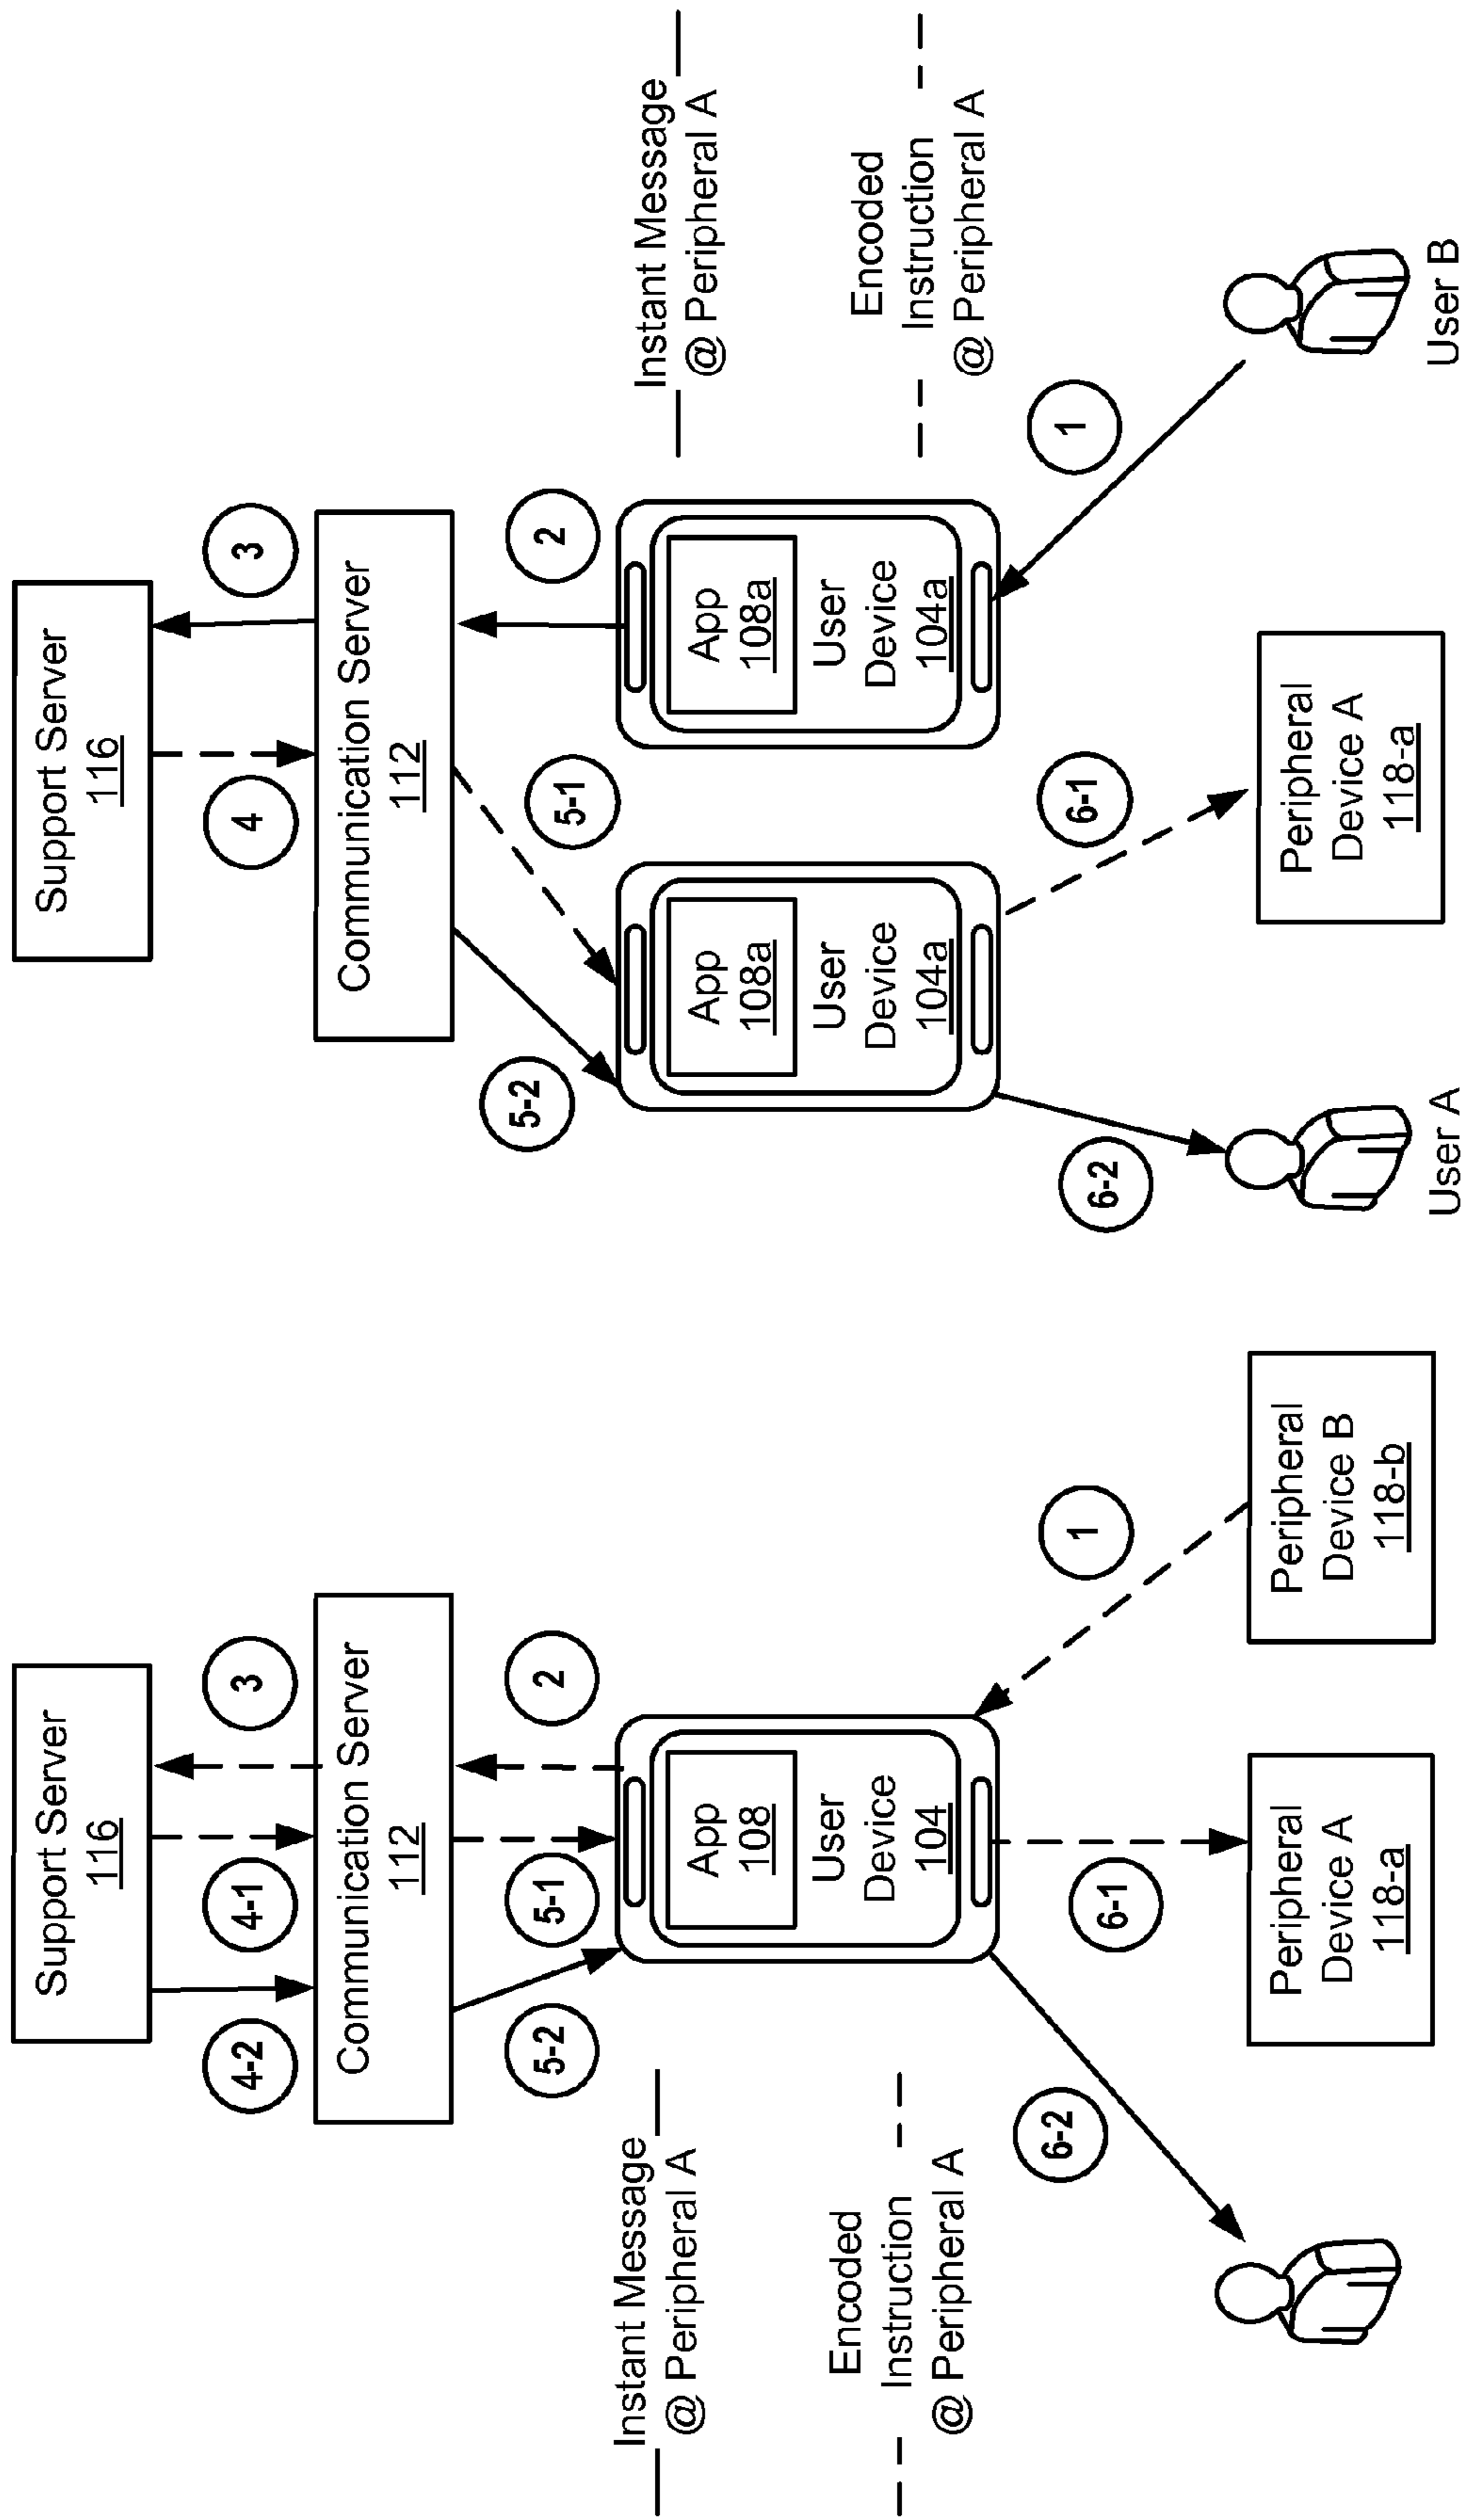 Support Server
116
3
4-1
4-2
Communication Server
112
2
5-1
5-2
Instant Message
@ Peripheral A
App
108
User
Device
104
Encoded
Instruction
@ Peripheral A
1
6-1
6-2
Peripheral
Device A
118-a
Peripheral
Device B
118-b
Support Server
116
3
4
Communication Server
112
2
5-1
5-2
Instant Message
@ Peripheral A
App
108a
User
Device
104a
App
108a
User
Device
104a
Encoded
Instruction
@ Peripheral A
1
6-1
6-2
Peripheral
Device A
118-a
User A
User B